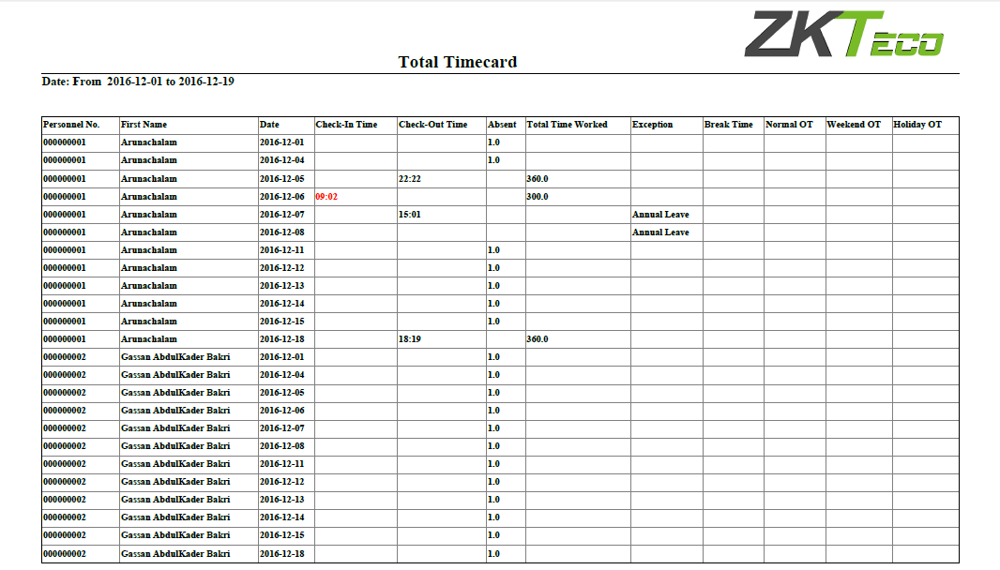 ZKTeco
Total Timecard
Date: From 2016-12-01 to 2016-12-19
Personnel No. First Name Date Check-In Time Check-Out Time Absent Total Time Worked Exception Break Time Normal OT Weekend OT Holiday OT
000000001 Arunachalam 2016-12-01 1.0
000000001 Arunachalam 2016-12-04 1.0
000000001 Arunachalam 2016-12-05 22:22 360.0
000000001 Arunachalam 2016-12-06 09:02 300.0
000000001 Arunachalam 2016-12-07 15:01 Annual Leave
000000001 Arunachalam 2016-12-08 Annual Leave
000000001 Arunachalam 2016-12-11 1.0
000000001 Arunachalam 2016-12-12 1.0
000000001 Arunachalam 2016-12-13 1.0
000000001 Arunachalam 2016-12-14 1.0
000000001 Arunachalam 2016-12-15 1.0
000000001 Arunachalam 2016-12-18 18:19 360.0
000000002 Gassan AbdulKader Bakri 2016-12-01 1.0
000000002 Gassan AbdulKader Bakri 2016-12-04 1.0
000000002 Gassan AbdulKader Bakri 2016-12-05 1.0
000000002 Gassan AbdulKader Bakri 2016-12-06 1.0
000000002 Gassan AbdulKader Bakri 2016-12-07 1.0
000000002 Gassan AbdulKader Bakri 2016-12-08 1.0
000000002 Gassan AbdulKader Bakri 2016-12-11 1.0
000000002 Gassan AbdulKader Bakri 2016-12-12 1.0
000000002 Gassan AbdulKader Bakri 2016-12-13 1.0
000000002 Gassan AbdulKader Bakri 2016-12-14 1.0
000000002 Gassan AbdulKader Bakri 2016-12-15 1.0
000000002 Gassan AbdulKader Bakri 2016-12-18 1.0